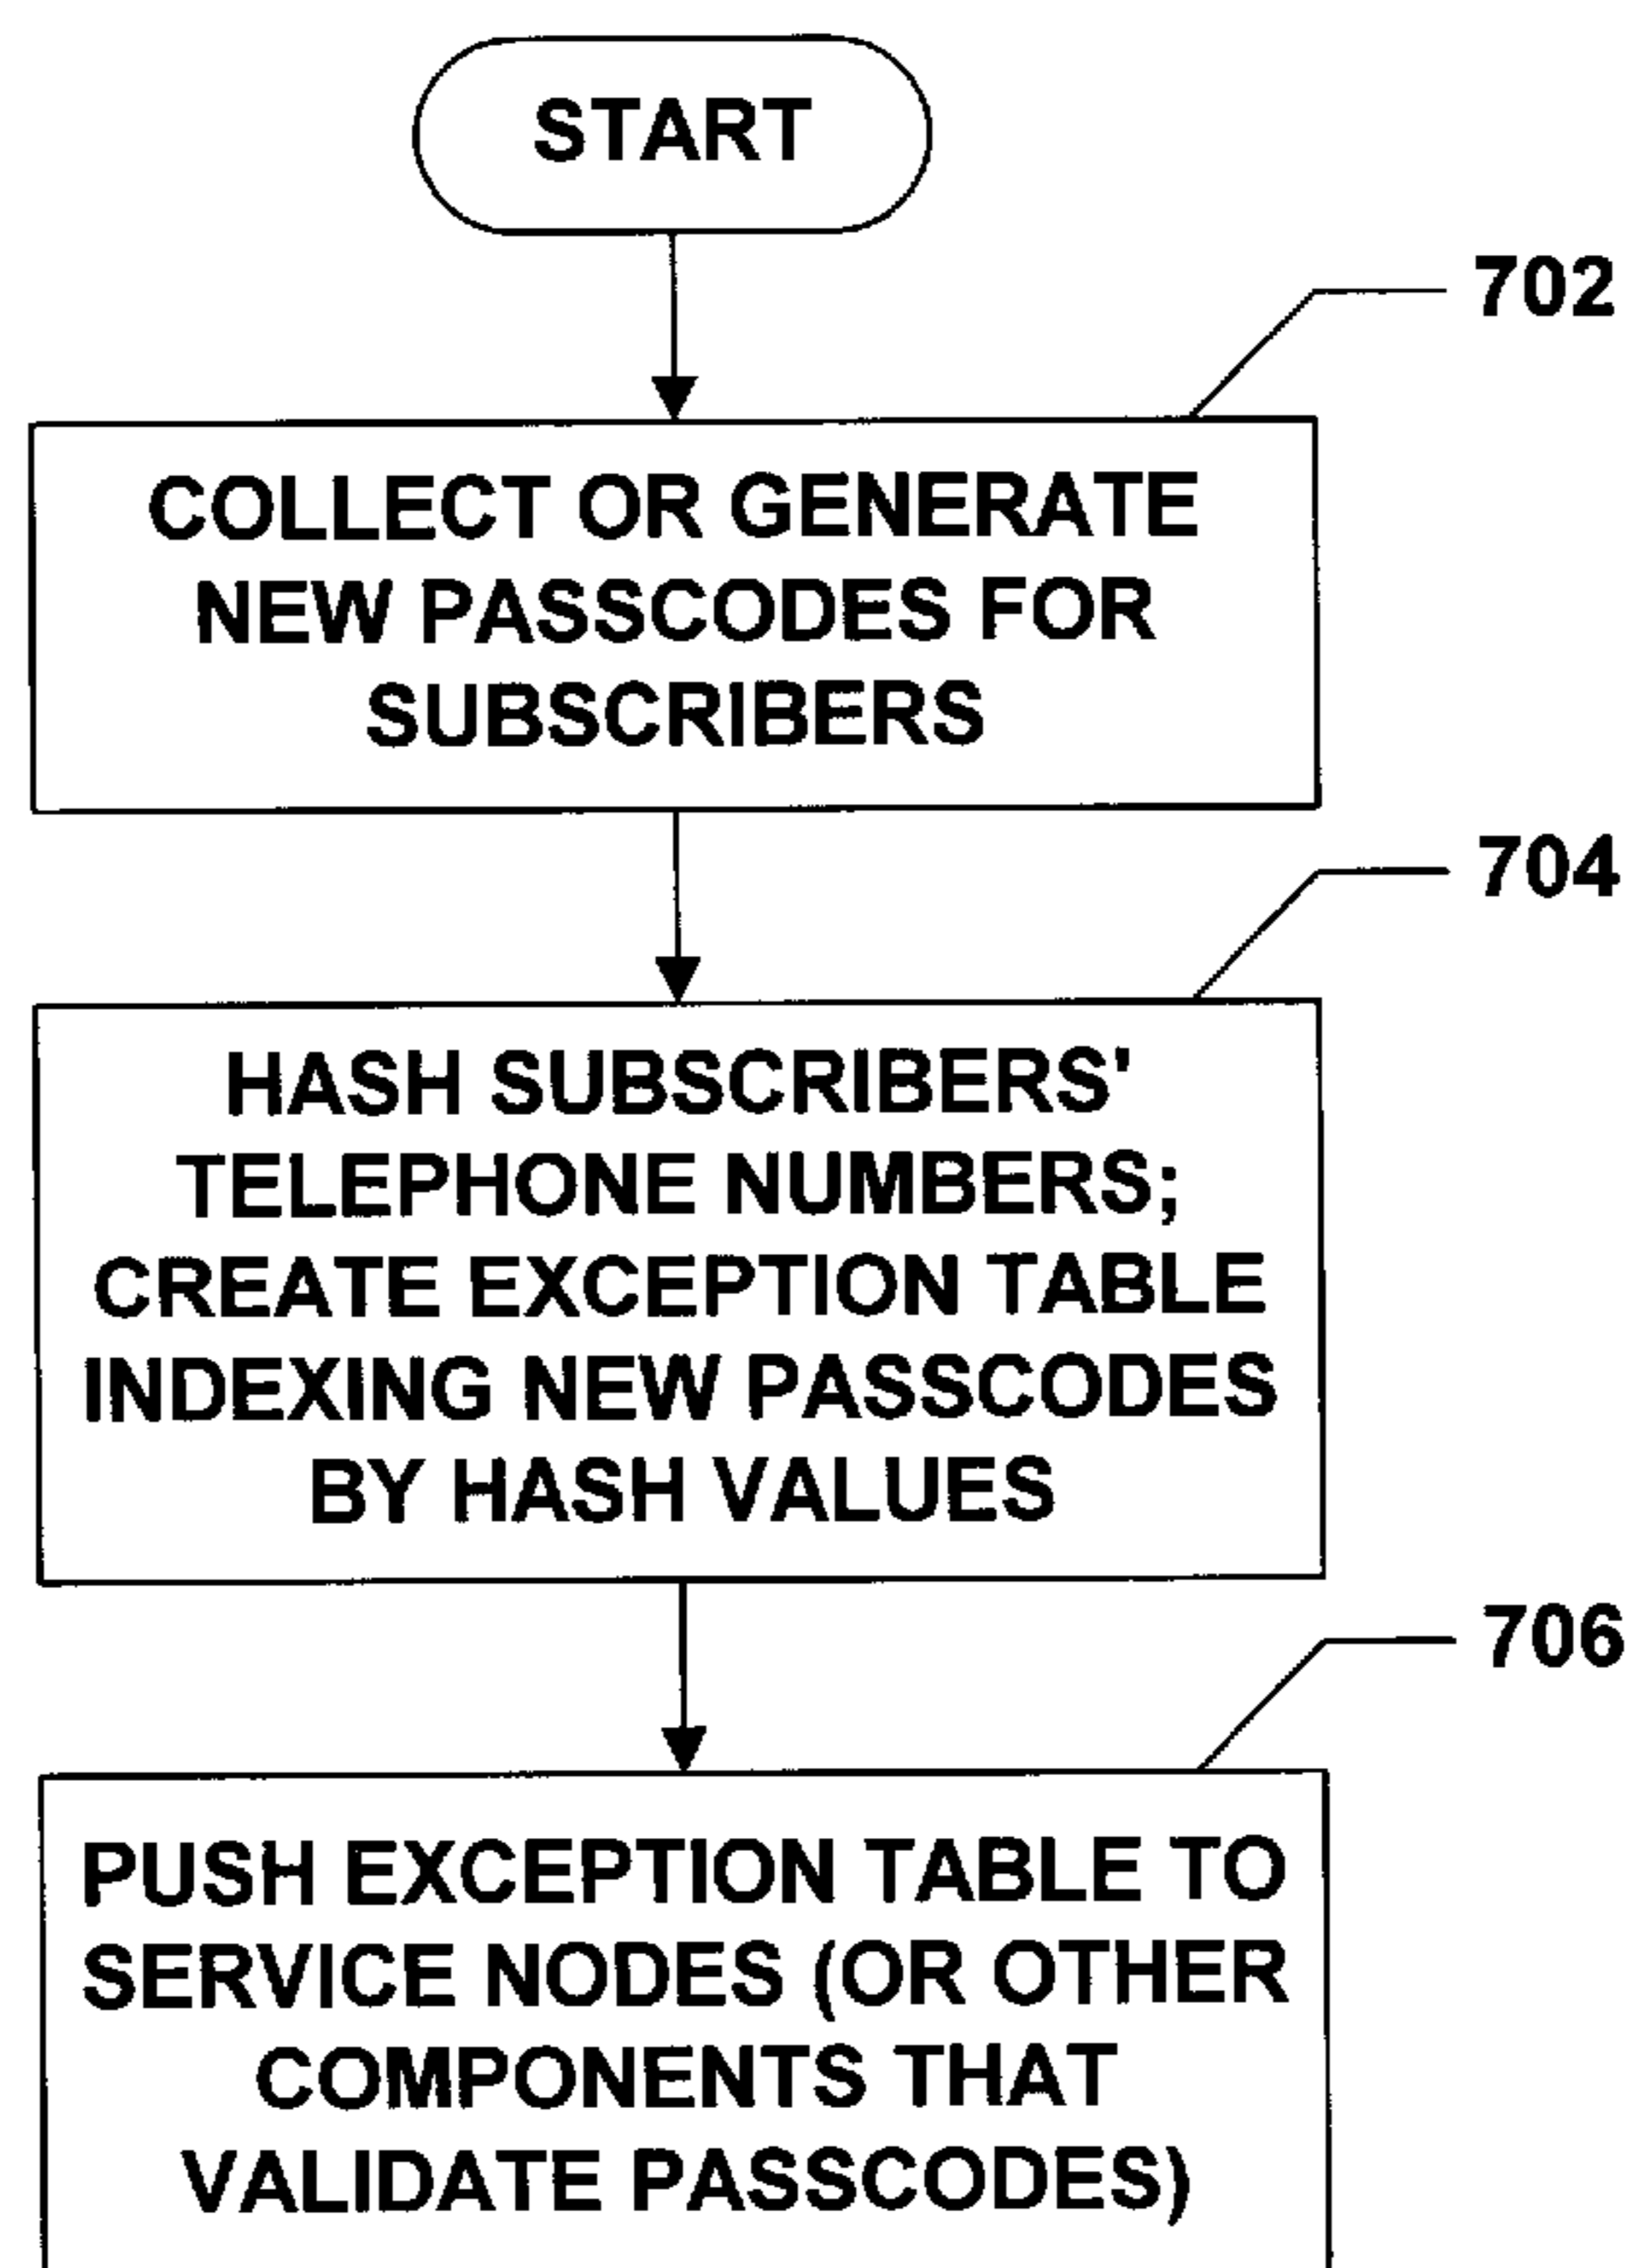 START
702
COLLECT OR GENERATE
NEW PASSCODES FOR
SUBSCRIBERS
704
HASH SUBSCRIBERS'
TELEPHONE NUMBERS;
CREATE EXCEPTION TABLE
INDEXING NEW PASSCODES
BY HASH VALUES
706
PUSH EXCEPTION TABLE TO
SERVICE NODES (OR OTHER
COMPONENTS THAT
VALIDATE PASSCODES)